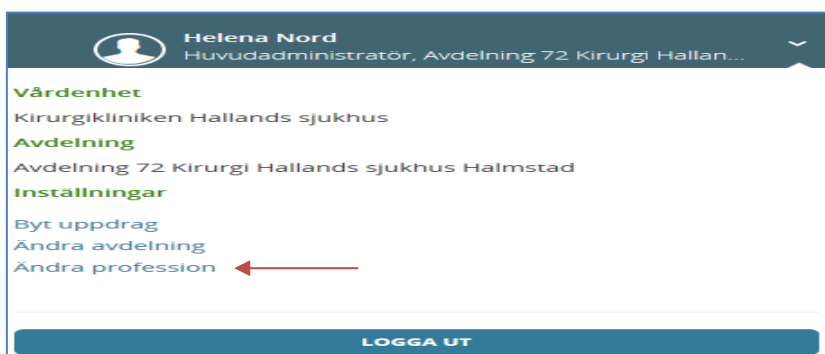 Helena Nord
Huvudadministratör, Avdelning 72 Kirurgi Hallan...
Vårdenhet
Kirurgikliniken Hallands sjukhus
Avdelning
Avdelning 72 Kirurgi Hallands sjukhus Halmstad
Inställningar
Byt uppdrag
Ändra avdelning
Ändra profession
LOGGA UT